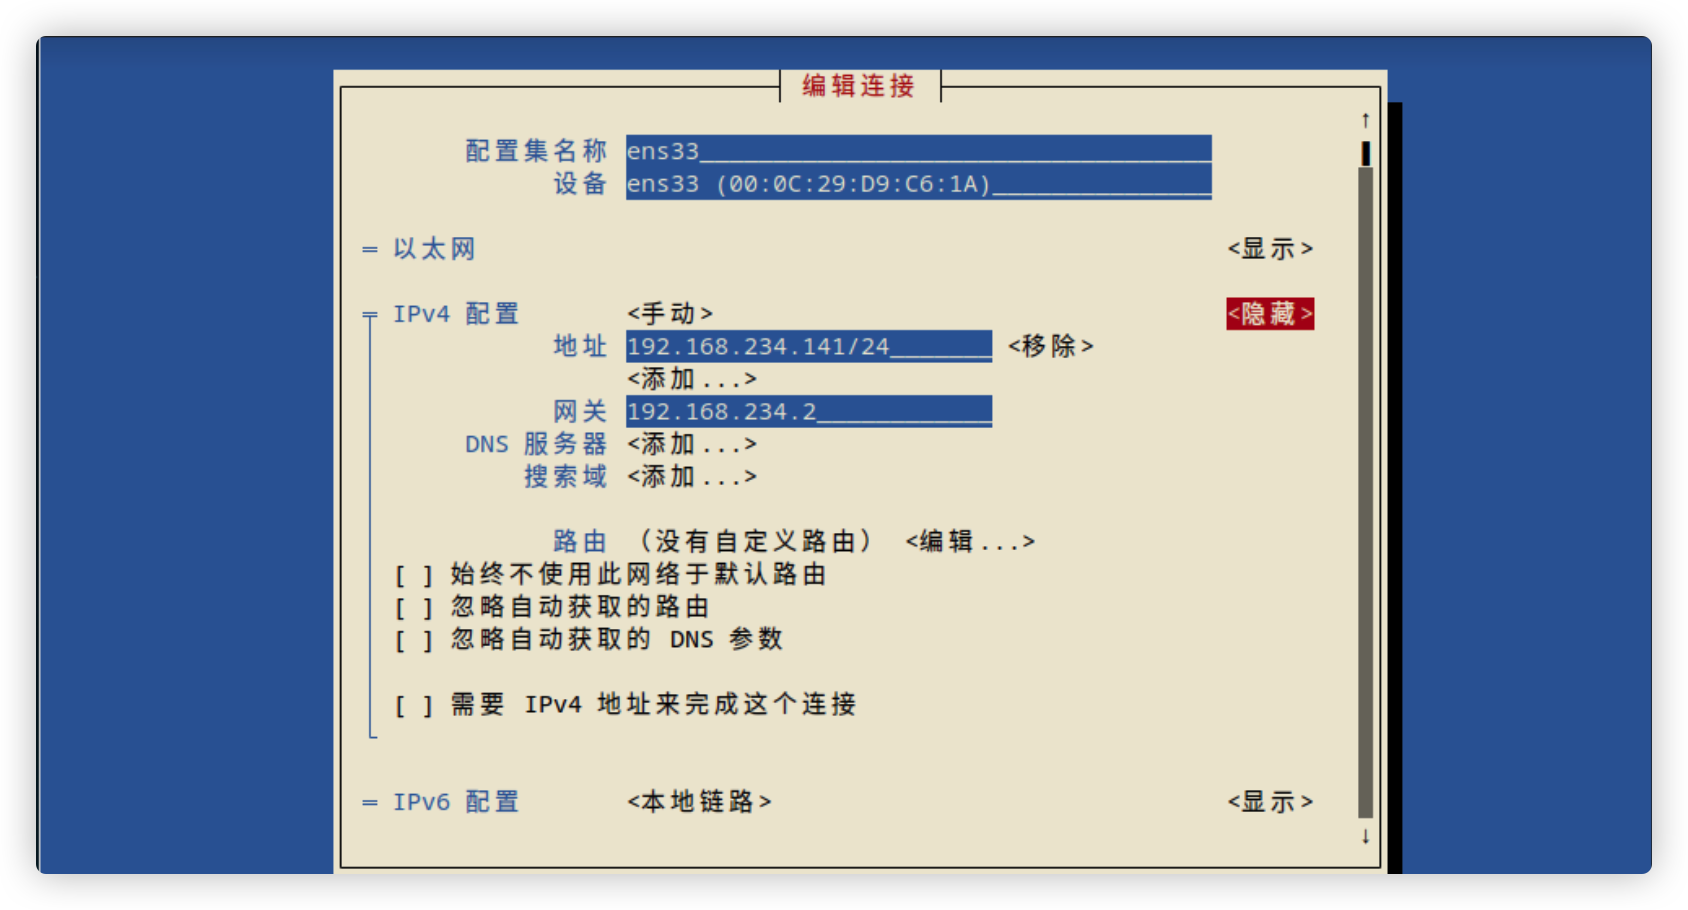 编辑连接
配置集名称 ens33
设备 ens33 (00:0C:29:D9:C6:1A)
= 以太网 <显示>
IPv4 配置 <手动> <隐藏>
地址 192.168.234.141/24 <移除>
<添加...>
网关 192.168.234.2
DNS 服务器 <添加...>
搜索域 <添加...>
路由 （没有自定义路由） <编辑...>
[ ] 始终不使用此网络于默认路由
[ ] 忽略自动获取的路由
[ ] 忽略自动获取的 DNS 参数
[ ] 需要 IPv4 地址来完成这个连接
= IPv6 配置 <本地链路> <显示>